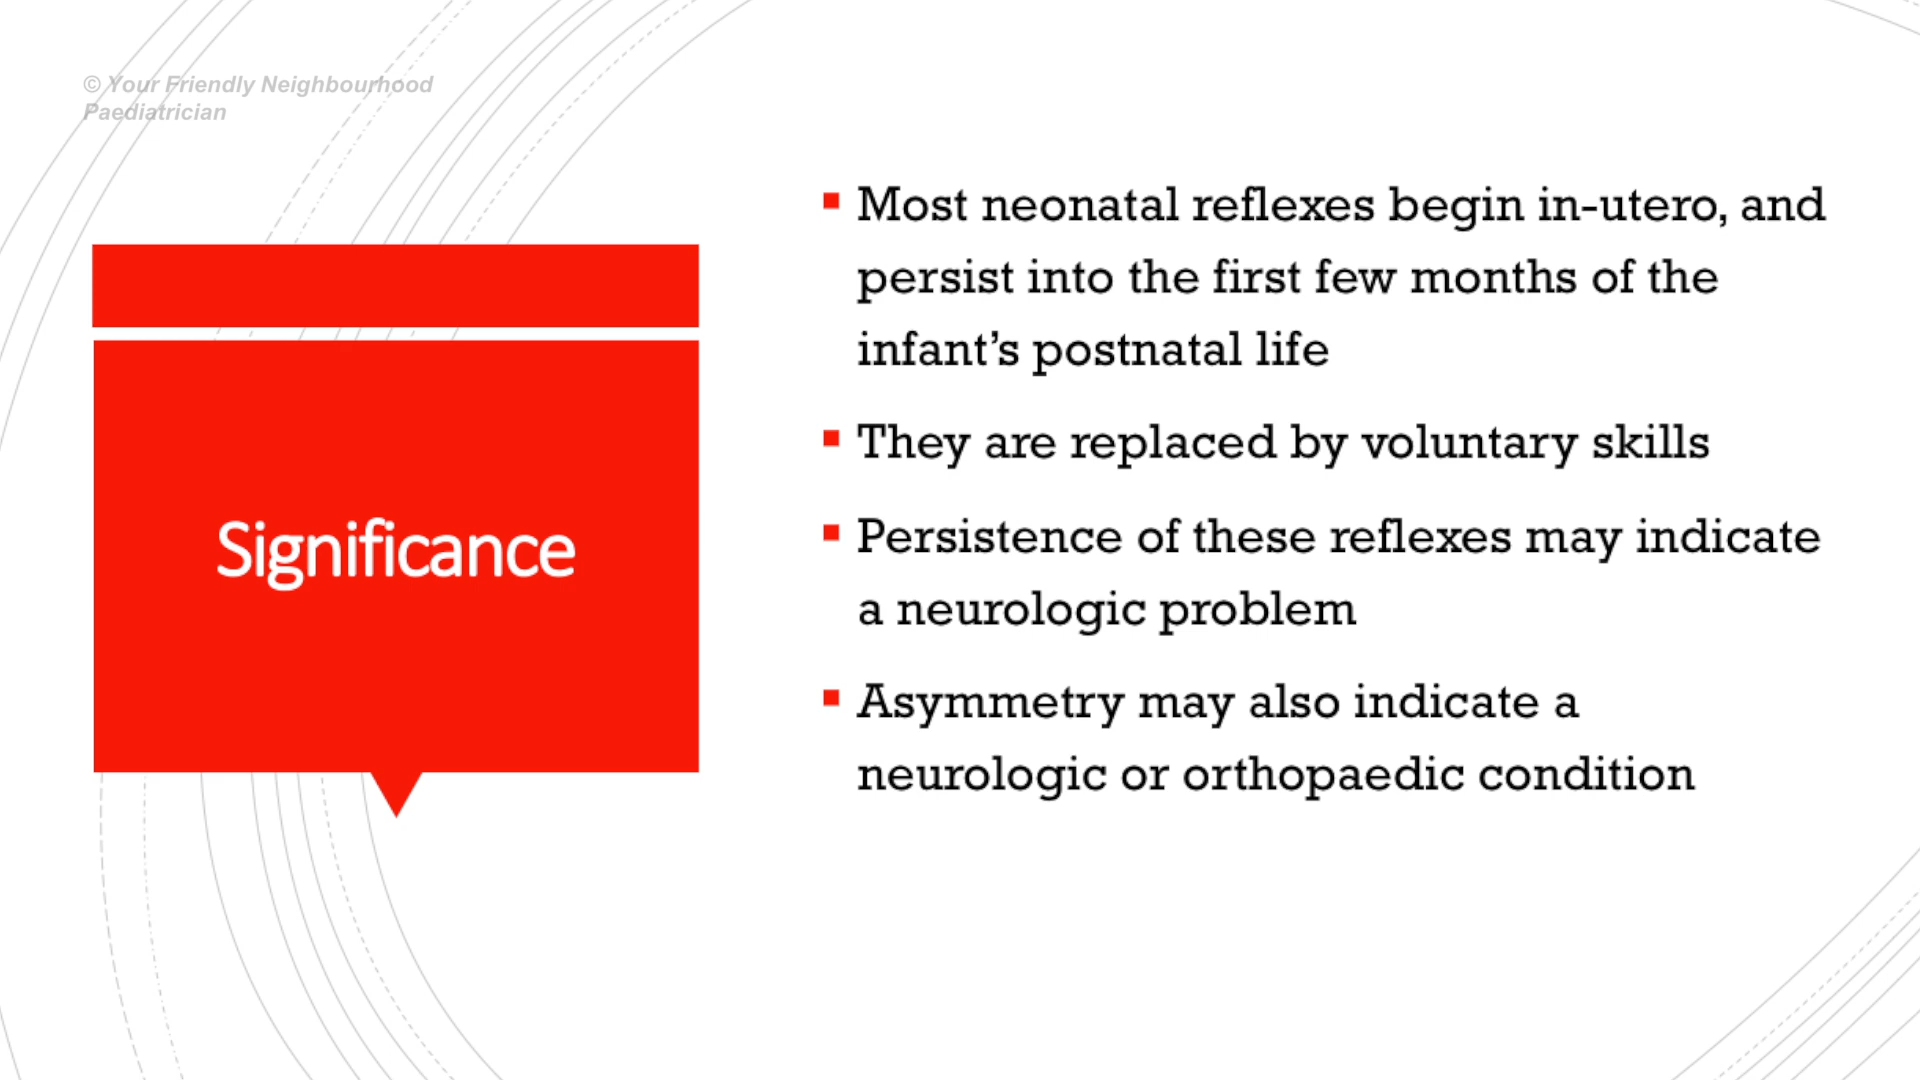 © Your Friendly Neighbourhood
Paediatrician
Significance
Most neonatal reflexes begin in-utero, and
persist into the first few months of the
infant’s postnatal life
They are replaced by voluntary skills
Persistence of these reflexes may indicate
a neurologic problem
Asymmetry may also indicate a
neurologic or orthopaedic condition